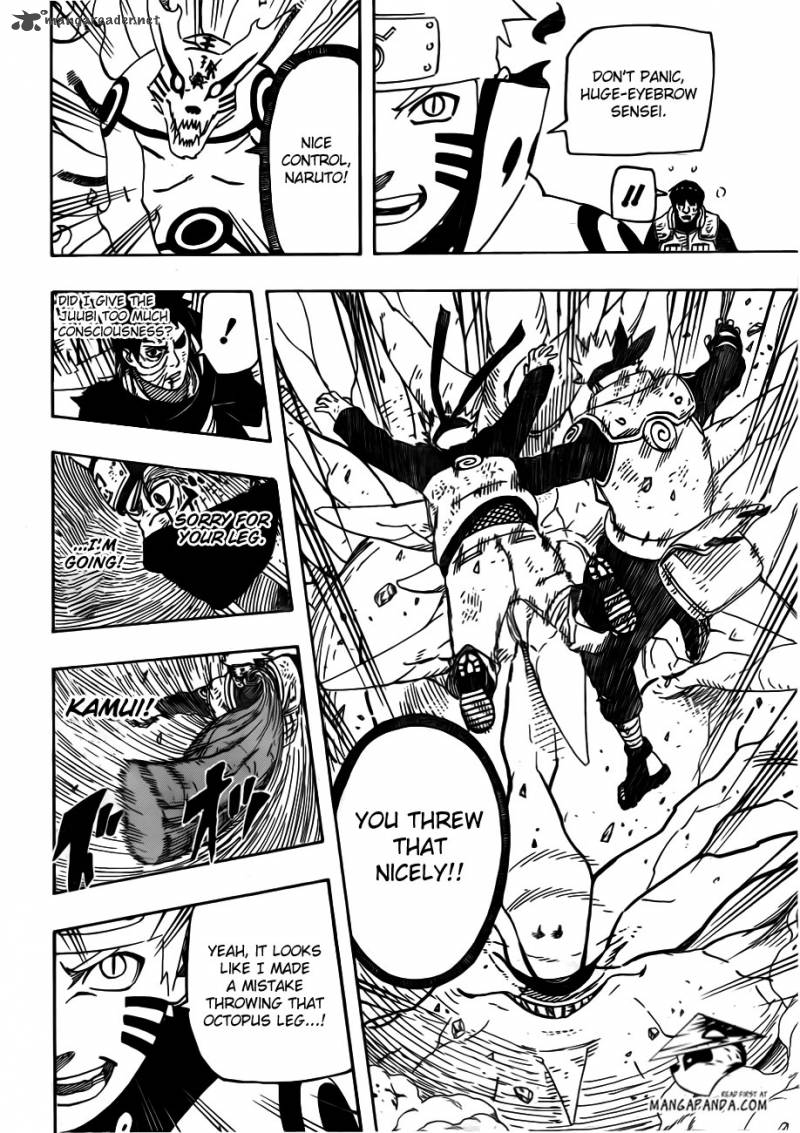 DON'T PANIC,
HUGE-EYEBROW
SENSEI.
!!
NICE
CONTROL,
NARUTO!
YOU THREW
THAT
NICELY!!
DID I GIVE THE
JUUBI TOO MUCH
CONSCIOUSNESS?
!
SORRY FOR
YOUR LEG.
...I'M
GOING!
KAMUI!
ズズ
YEAH, IT LOOKS
LIKE I MADE
A MISTAKE
THROWING THAT
OCTOPUS LEG...!
mangareader.net
READ FIRST AT
MANGAPANDA.COM